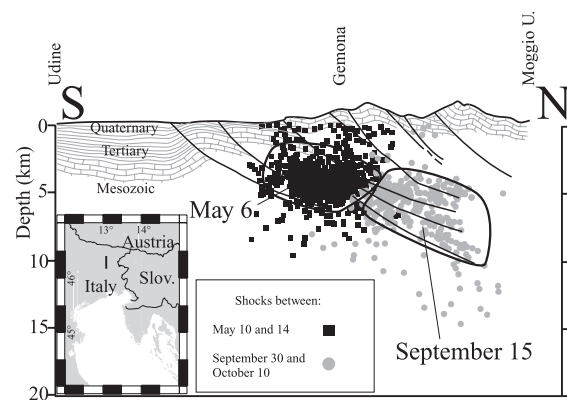 Udine
Gemona
Moggio U.
S
N
0
Quaternary
Tertiary
Mesozoic
5
May 6
Depth (km)
13° 14°
Austria
10
46°
Italy
Slov.
Shocks between:
May 10 and 14
45°
15
September 30 and
October 10
September 15
20